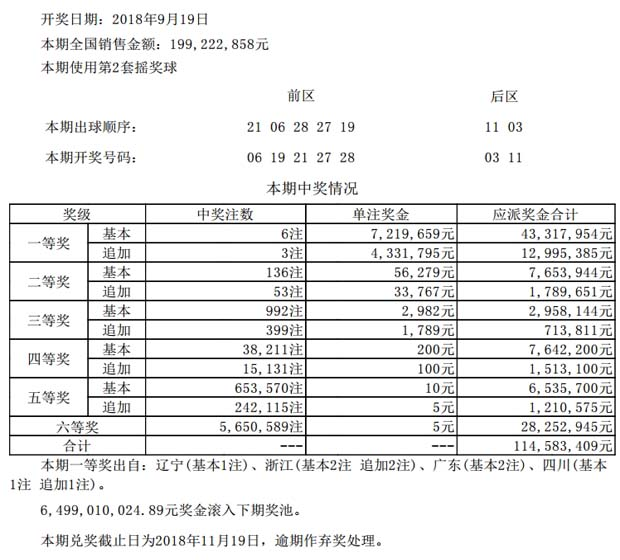 开奖日期：2018年9月19日
本期全国销售金额：199,222,858元
本期使用第2套摇奖球
前区 后区
本期出球顺序： 21 06 28 27 19 11 03
本期开奖号码： 06 19 21 27 28 03 11
本期中奖情况
奖级 中奖注数 单注奖金 应派奖金合计
一等奖 基本 6注 7,219,659元 43,317,954元
追加 3注 4,331,795元 12,995,385元
二等奖 基本 136注 56,279元 7,653,944元
追加 53注 33,767元 1,789,651元
三等奖 基本 992注 2,982元 2,958,144元
追加 399注 1,789元 713,811元
四等奖 基本 38,211注 200元 7,642,200元
追加 15,131注 100元 1,513,100元
五等奖 基本 653,570注 10元 6,535,700元
追加 242,115注 5元 1,210,575元
六等奖 5,650,589注 5元 28,252,945元
合计 --- --- 114,583,409元
本期一等奖出自：辽宁(基本1注)、浙江(基本2注 追加2注)、广东(基本2注)、四川(基本
1注 追加1注)。
6,499,010,024.89元奖金滚入下期奖池。
本期兑奖截止日为2018年11月19日，逾期作弃奖处理。